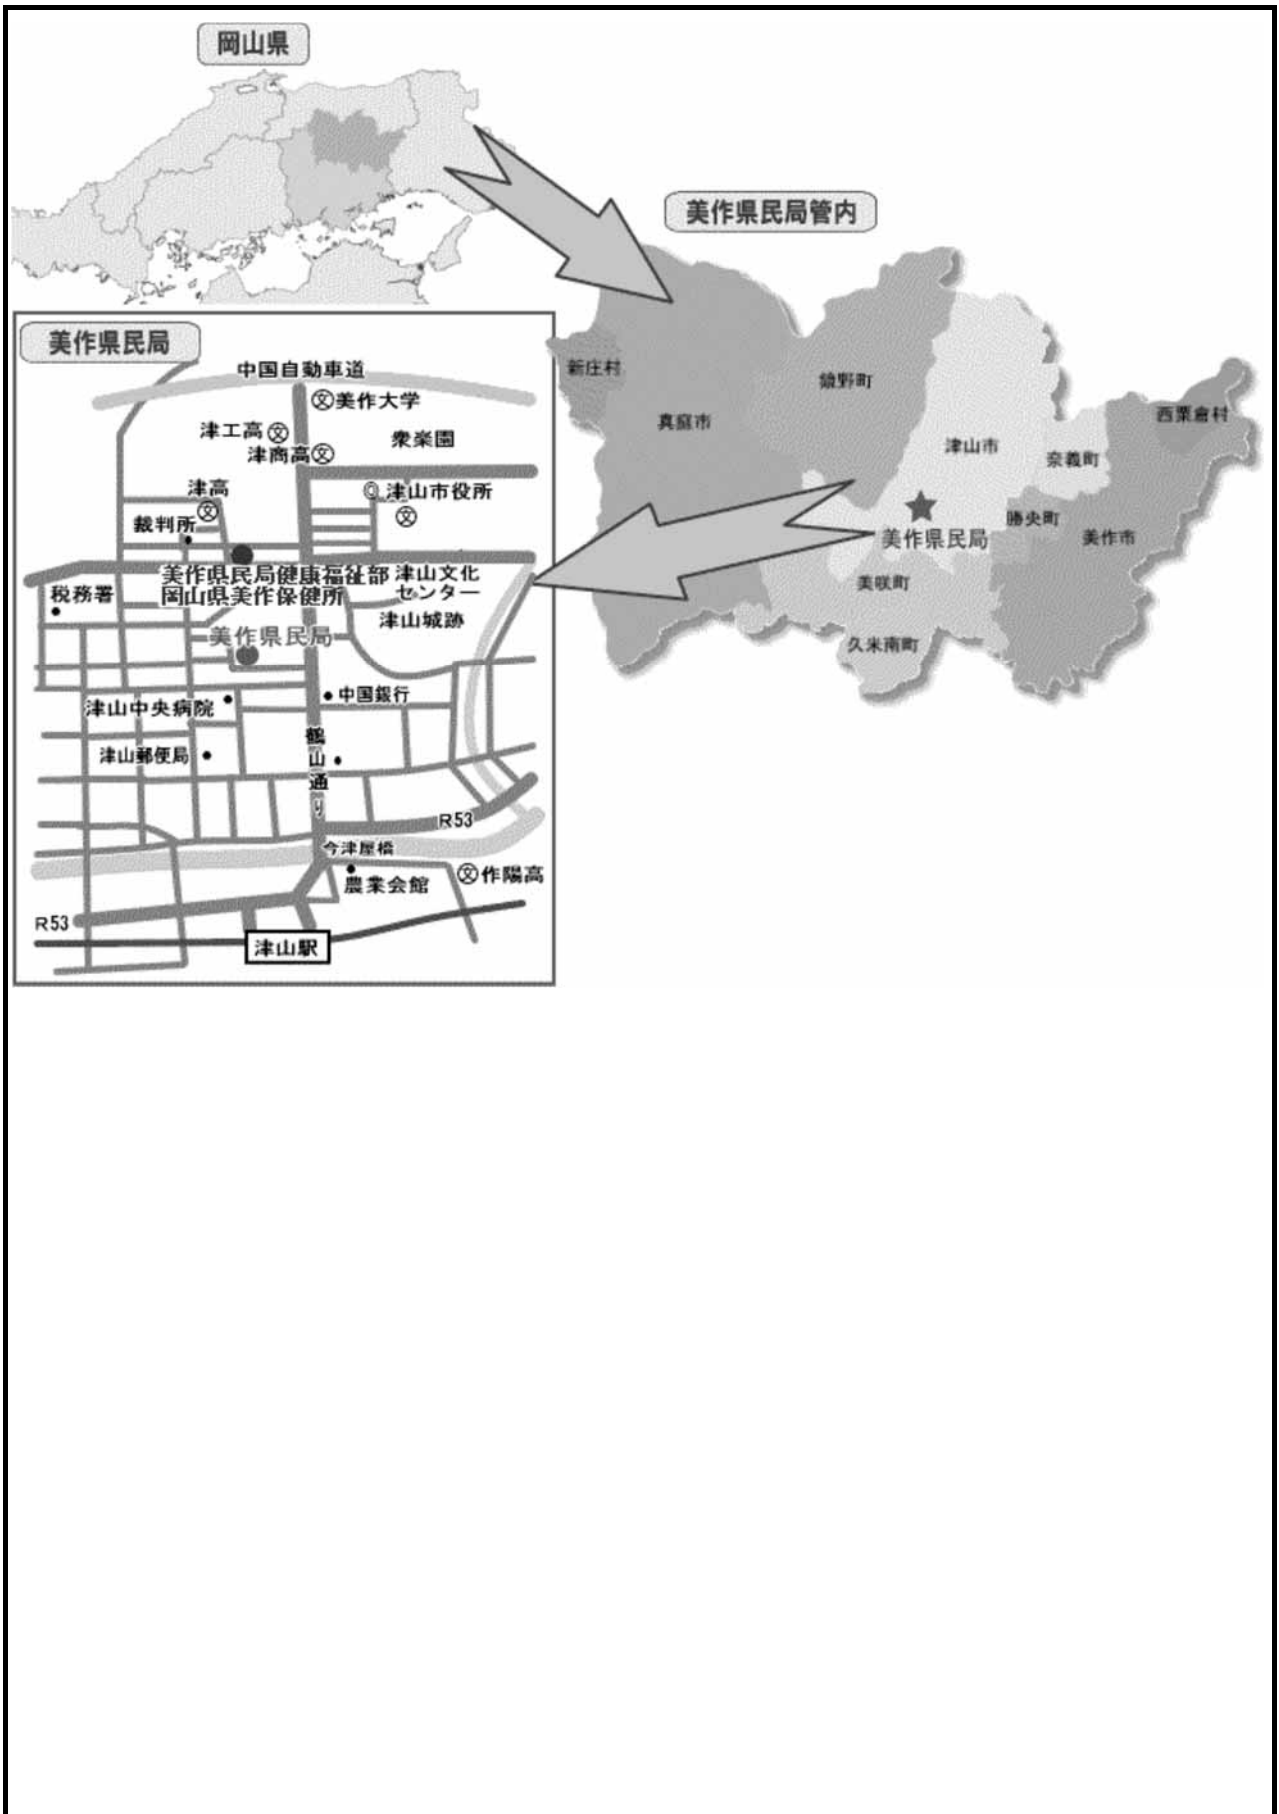 岡山県
美作県民局管内
新庄村
真庭市
鏡野町
津山市
奈義町
西粟倉村
勝央町
美作市
美作県民局
美咲町
久米南町
美作県民局
中国自動車道
文美作大学
津工高文
衆楽園
津商高文
津高
文
◎津山市役所
文
裁判所
美作県民局健康福祉部
岡山県美作保健所
津山文化
センター
税務署
津山城跡
美作県民局
中国銀行
津山中央病院
津山郵便局
鶴山通り
R53
今津屋橋
農業会館
文作陽高
R53
津山駅